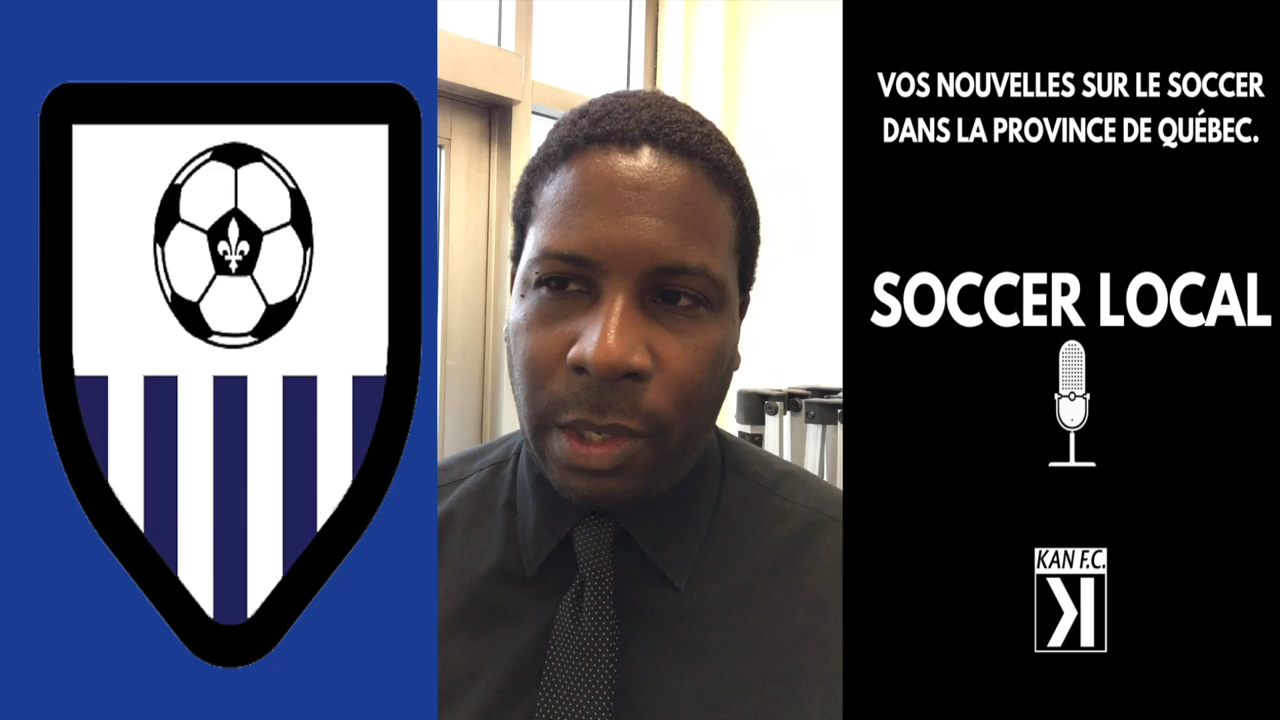 VOS NOUVELLES SUR LE SOCCER
DANS LA PROVINCE DE QUÉBEC.
SOCCER LOCAL
KAN F.C.
K